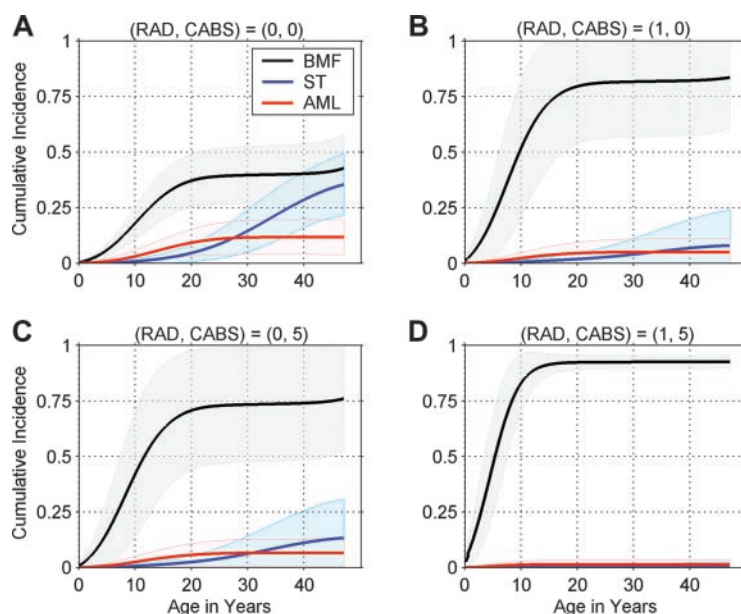 A
(RAD, CABS) = (0, 0)
1
0.75
0.5
0.25
0
Cumulative Incidence
BMF
ST
AML
0 10 20 30 40
B
(RAD, CABS) = (1, 0)
1
0.75
0.5
0.25
0
0 10 20 30 40
C
(RAD, CABS) = (0, 5)
1
0.75
0.5
0.25
0
Cumulative Incidence
0 10 20 30 40
Age in Years
D
(RAD, CABS) = (1, 5)
1
0.75
0.5
0.25
0
0 10 20 30 40
Age in Years